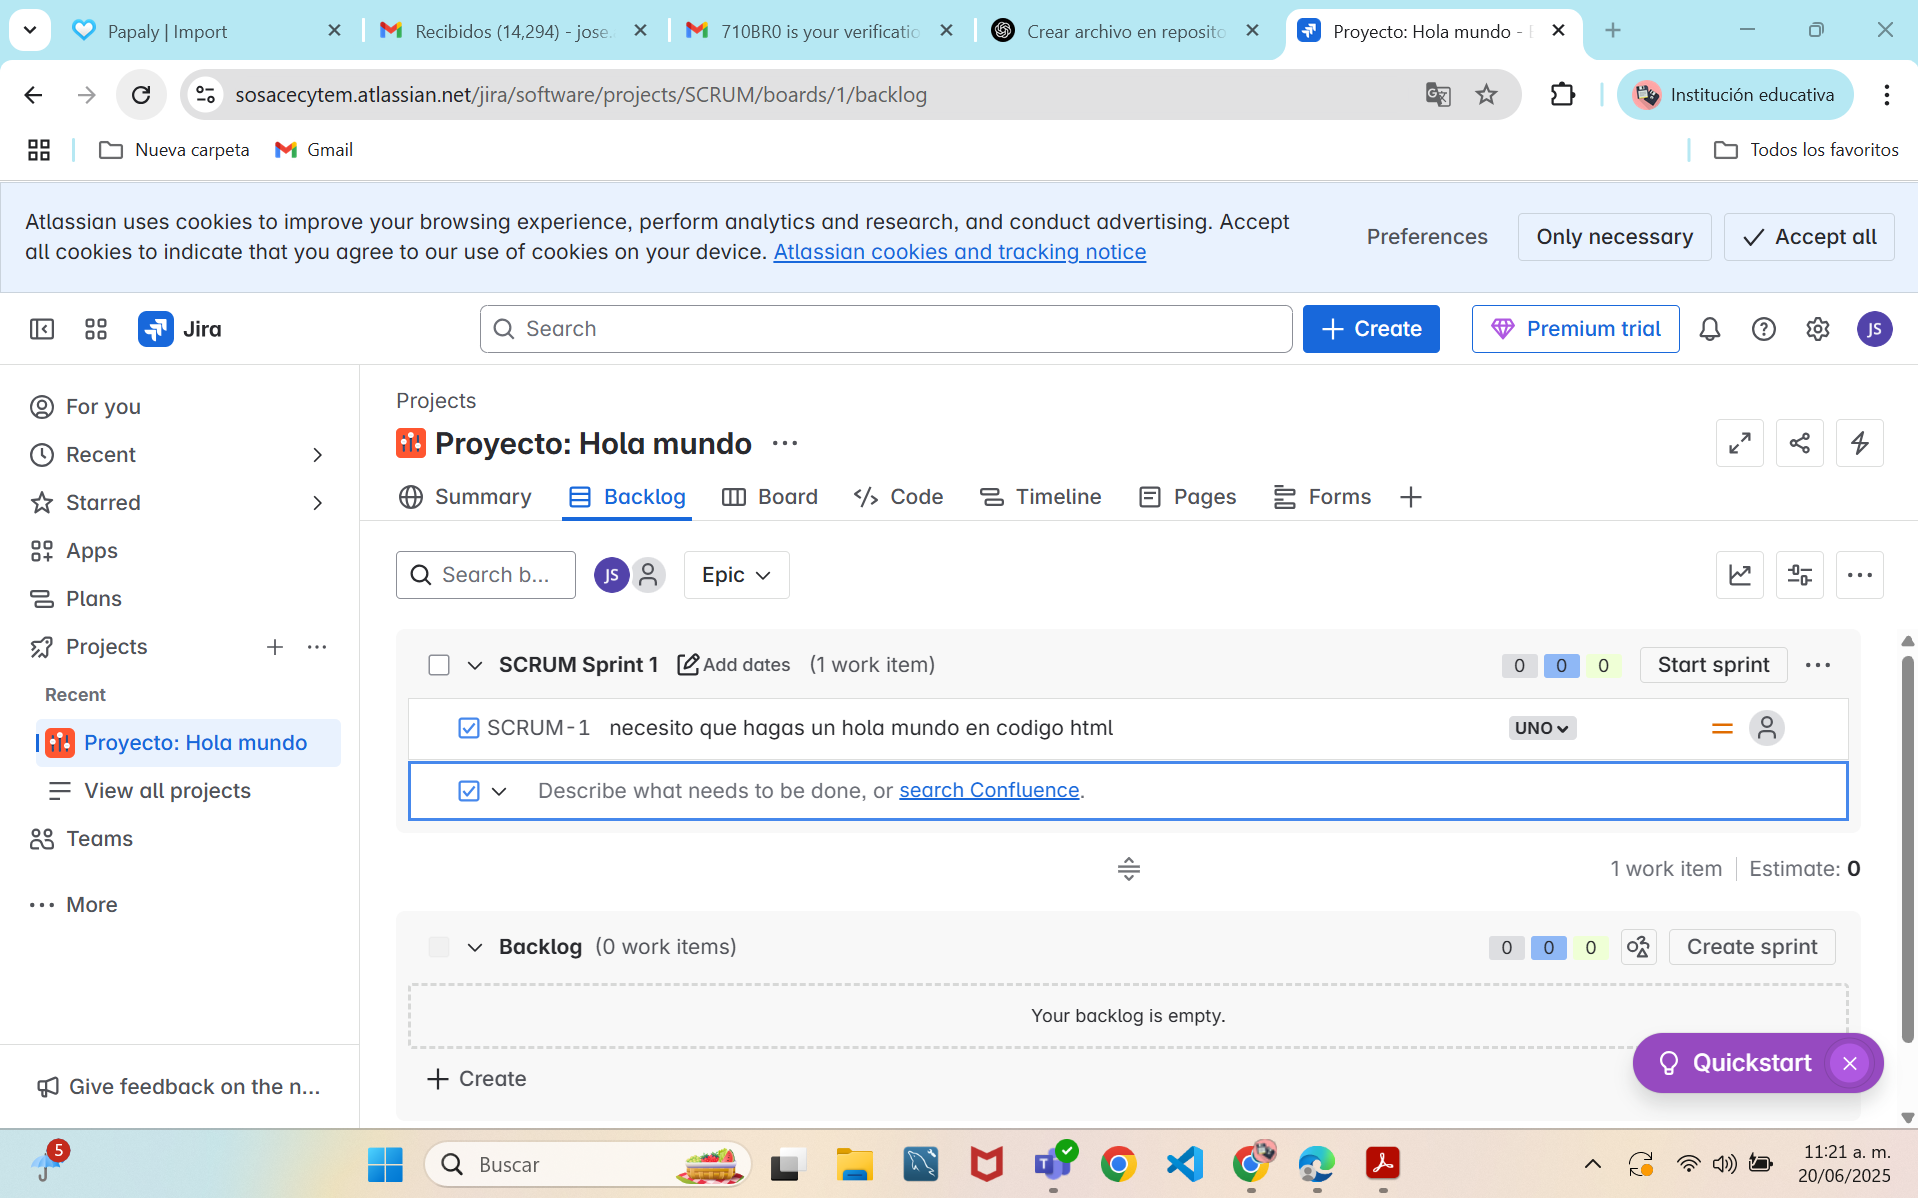 Papaly | Import
Recibidos (14,294) - jose.
710BR0 is your verificatio
Crear archivo en reposito
Proyecto: Hola mundo -
sosacecytem.atlassian.net/jira/software/projects/SCRUM/boards/1/backlog
Institución educativa
Nueva carpeta
Gmail
Todos los favoritos
Atlassian uses cookies to improve your browsing experience, perform analytics and research, and conduct advertising. Accept
all cookies to indicate that you agree to our use of cookies on your device. Atlassian cookies and tracking notice
Preferences
Only necessary
Accept all
Jira
Search
Create
Premium trial
JS
For you
Recent
Starred
Apps
Plans
Projects
Recent
Proyecto: Hola mundo
View all projects
Teams
More
Give feedback on the n...
Projects
Proyecto: Hola mundo
Summary
Backlog
Board
Code
Timeline
Pages
Forms
Search b...
JS
Epic
SCRUM Sprint 1
Add dates
(1 work item)
0 0 0
Start sprint
SCRUM-1 necesito que hagas un hola mundo en codigo html
UNO
Describe what needs to be done, or search Confluence.
1 work item
Estimate: 0
Backlog (0 work items)
0 0 0
Create sprint
Your backlog is empty.
Create
Quickstart
5
Buscar
11:21 a. m.
20/06/2025